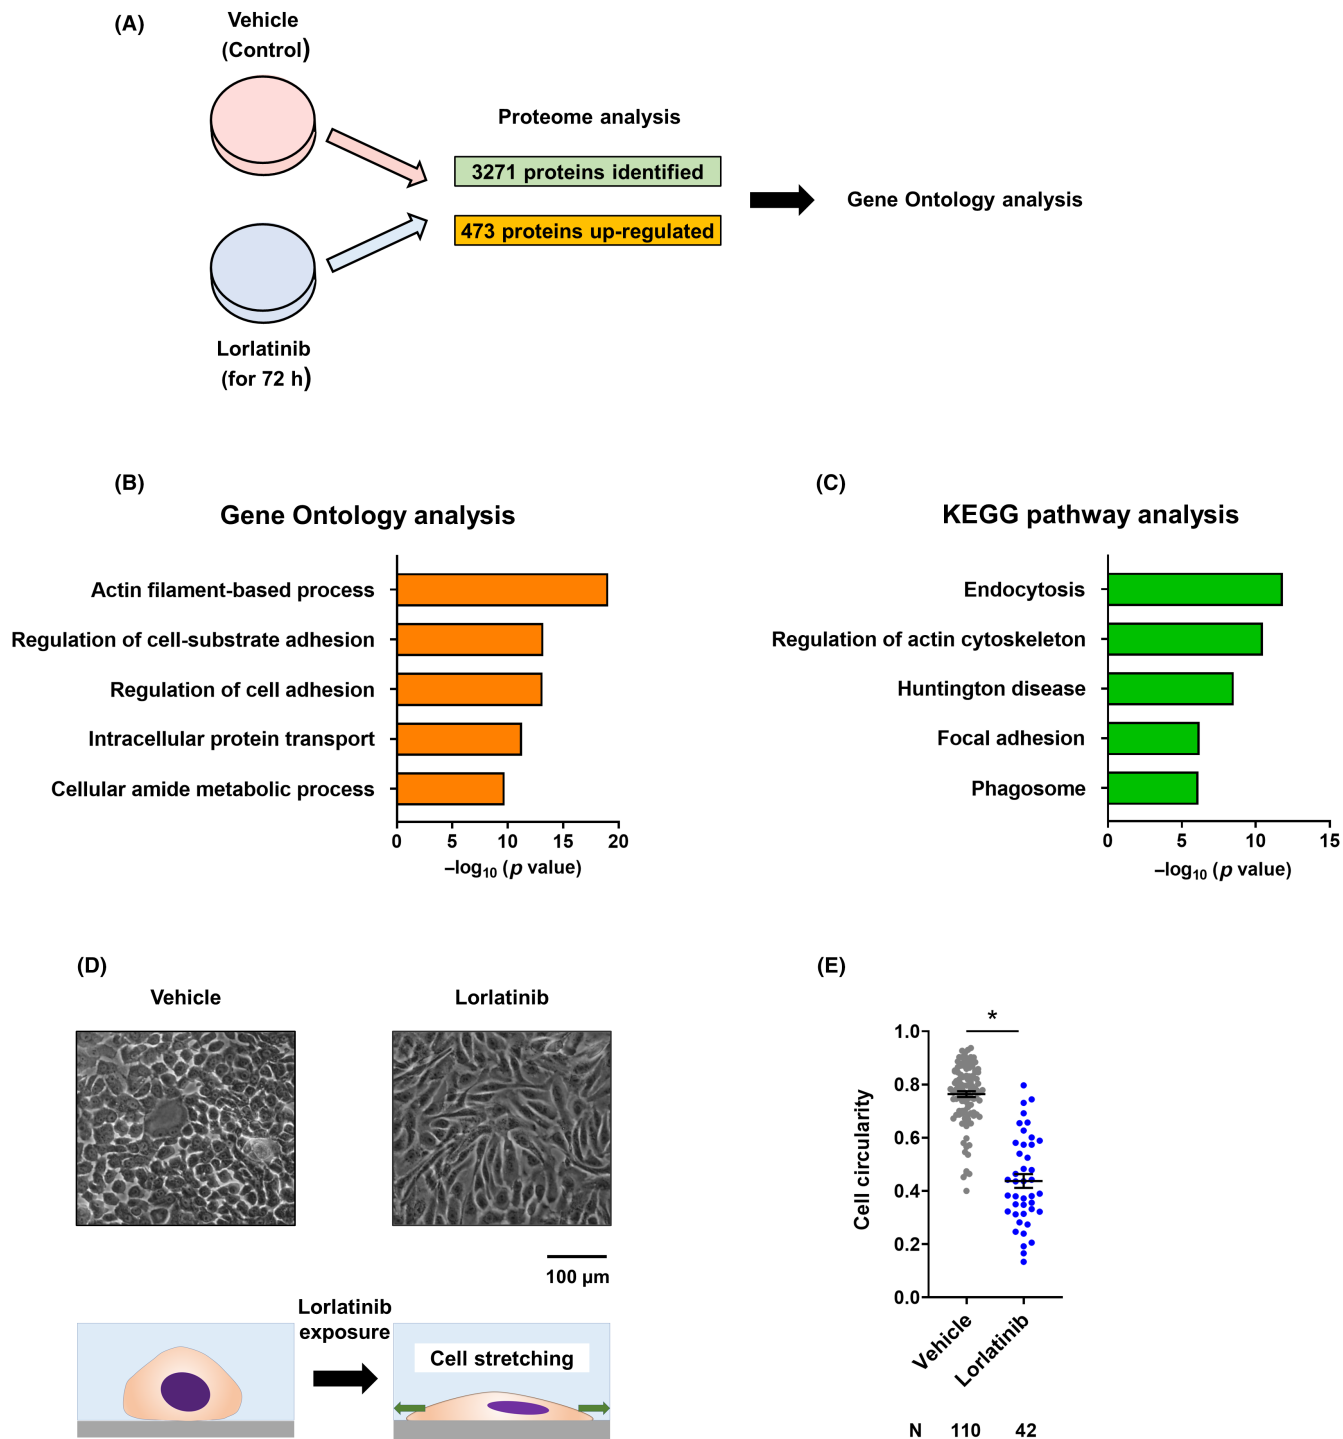 (A)
Vehicle
(Control)
Proteome analysis
3271 proteins identified
473 proteins up-regulated
Gene Ontology analysis
Lorlatinib
(for 72 h)
(B)
Gene Ontology analysis
Actin filament-based process
Regulation of cell-substrate adhesion
Regulation of cell adhesion
Intracellular protein transport
Cellular amide metabolic process
0 5 10 15 20
–log10 (p value)
(C)
KEGG pathway analysis
Endocytosis
Regulation of actin cytoskeleton
Huntington disease
Focal adhesion
Phagosome
0 5 10 15
–log10 (p value)
(D)
Vehicle
Lorlatinib
100 µm
Lorlatinib
exposure
Cell stretching
(E)
*
1.0
0.8
0.6
0.4
0.2
0.0
Cell circularity
Vehicle
Lorlatinib
N 110 42